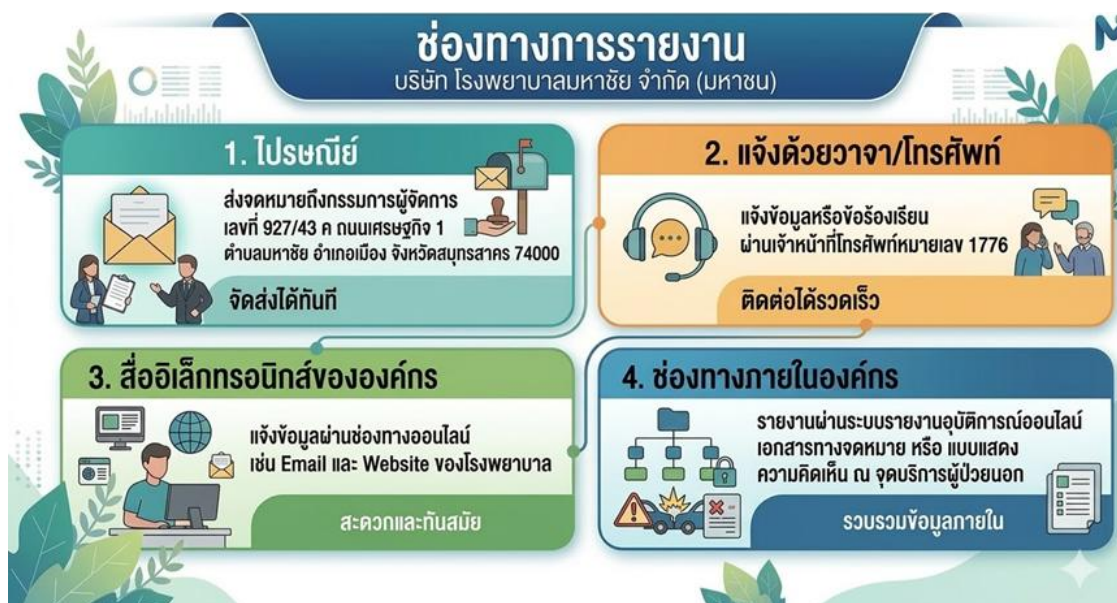 ช่องทางการรายงาน
บริษัท โรงพยาบาลมหาชัย จำกัด (มหาชน)
1. ไปรษณีย์
ส่งจดหมายถึงกรรมการผู้จัดการ
เลขที่ 927/43 ค ถนนเศรษฐกิจ 1
ตำบลมหาชัย อำเภอเมือง จังหวัดสมุทรสาคร 74000
จัดส่งได้ทันที
2. แจ้งด้วยวาจา/โทรศัพท์
แจ้งข้อมูลหรือข้อร้องเรียน
ผ่านเจ้าหน้าที่โทรศัพท์หมายเลข 1776
ติดต่อได้รวดเร็ว
3. สื่ออิเล็กทรอนิกส์ขององค์กร
แจ้งข้อมูลผ่านช่องทางออนไลน์
เช่น Email และ Website ของโรงพยาบาล
สะดวกและทันสมัย
4. ช่องทางภายในองค์กร
รายงานผ่านระบบรายงานอุบัติการณ์ออนไลน์
เอกสารทางจดหมาย หรือ แบบแสดง
ความคิดเห็น ณ จุดบริการผู้ป่วยนอก
รวบรวมข้อมูลภายใน